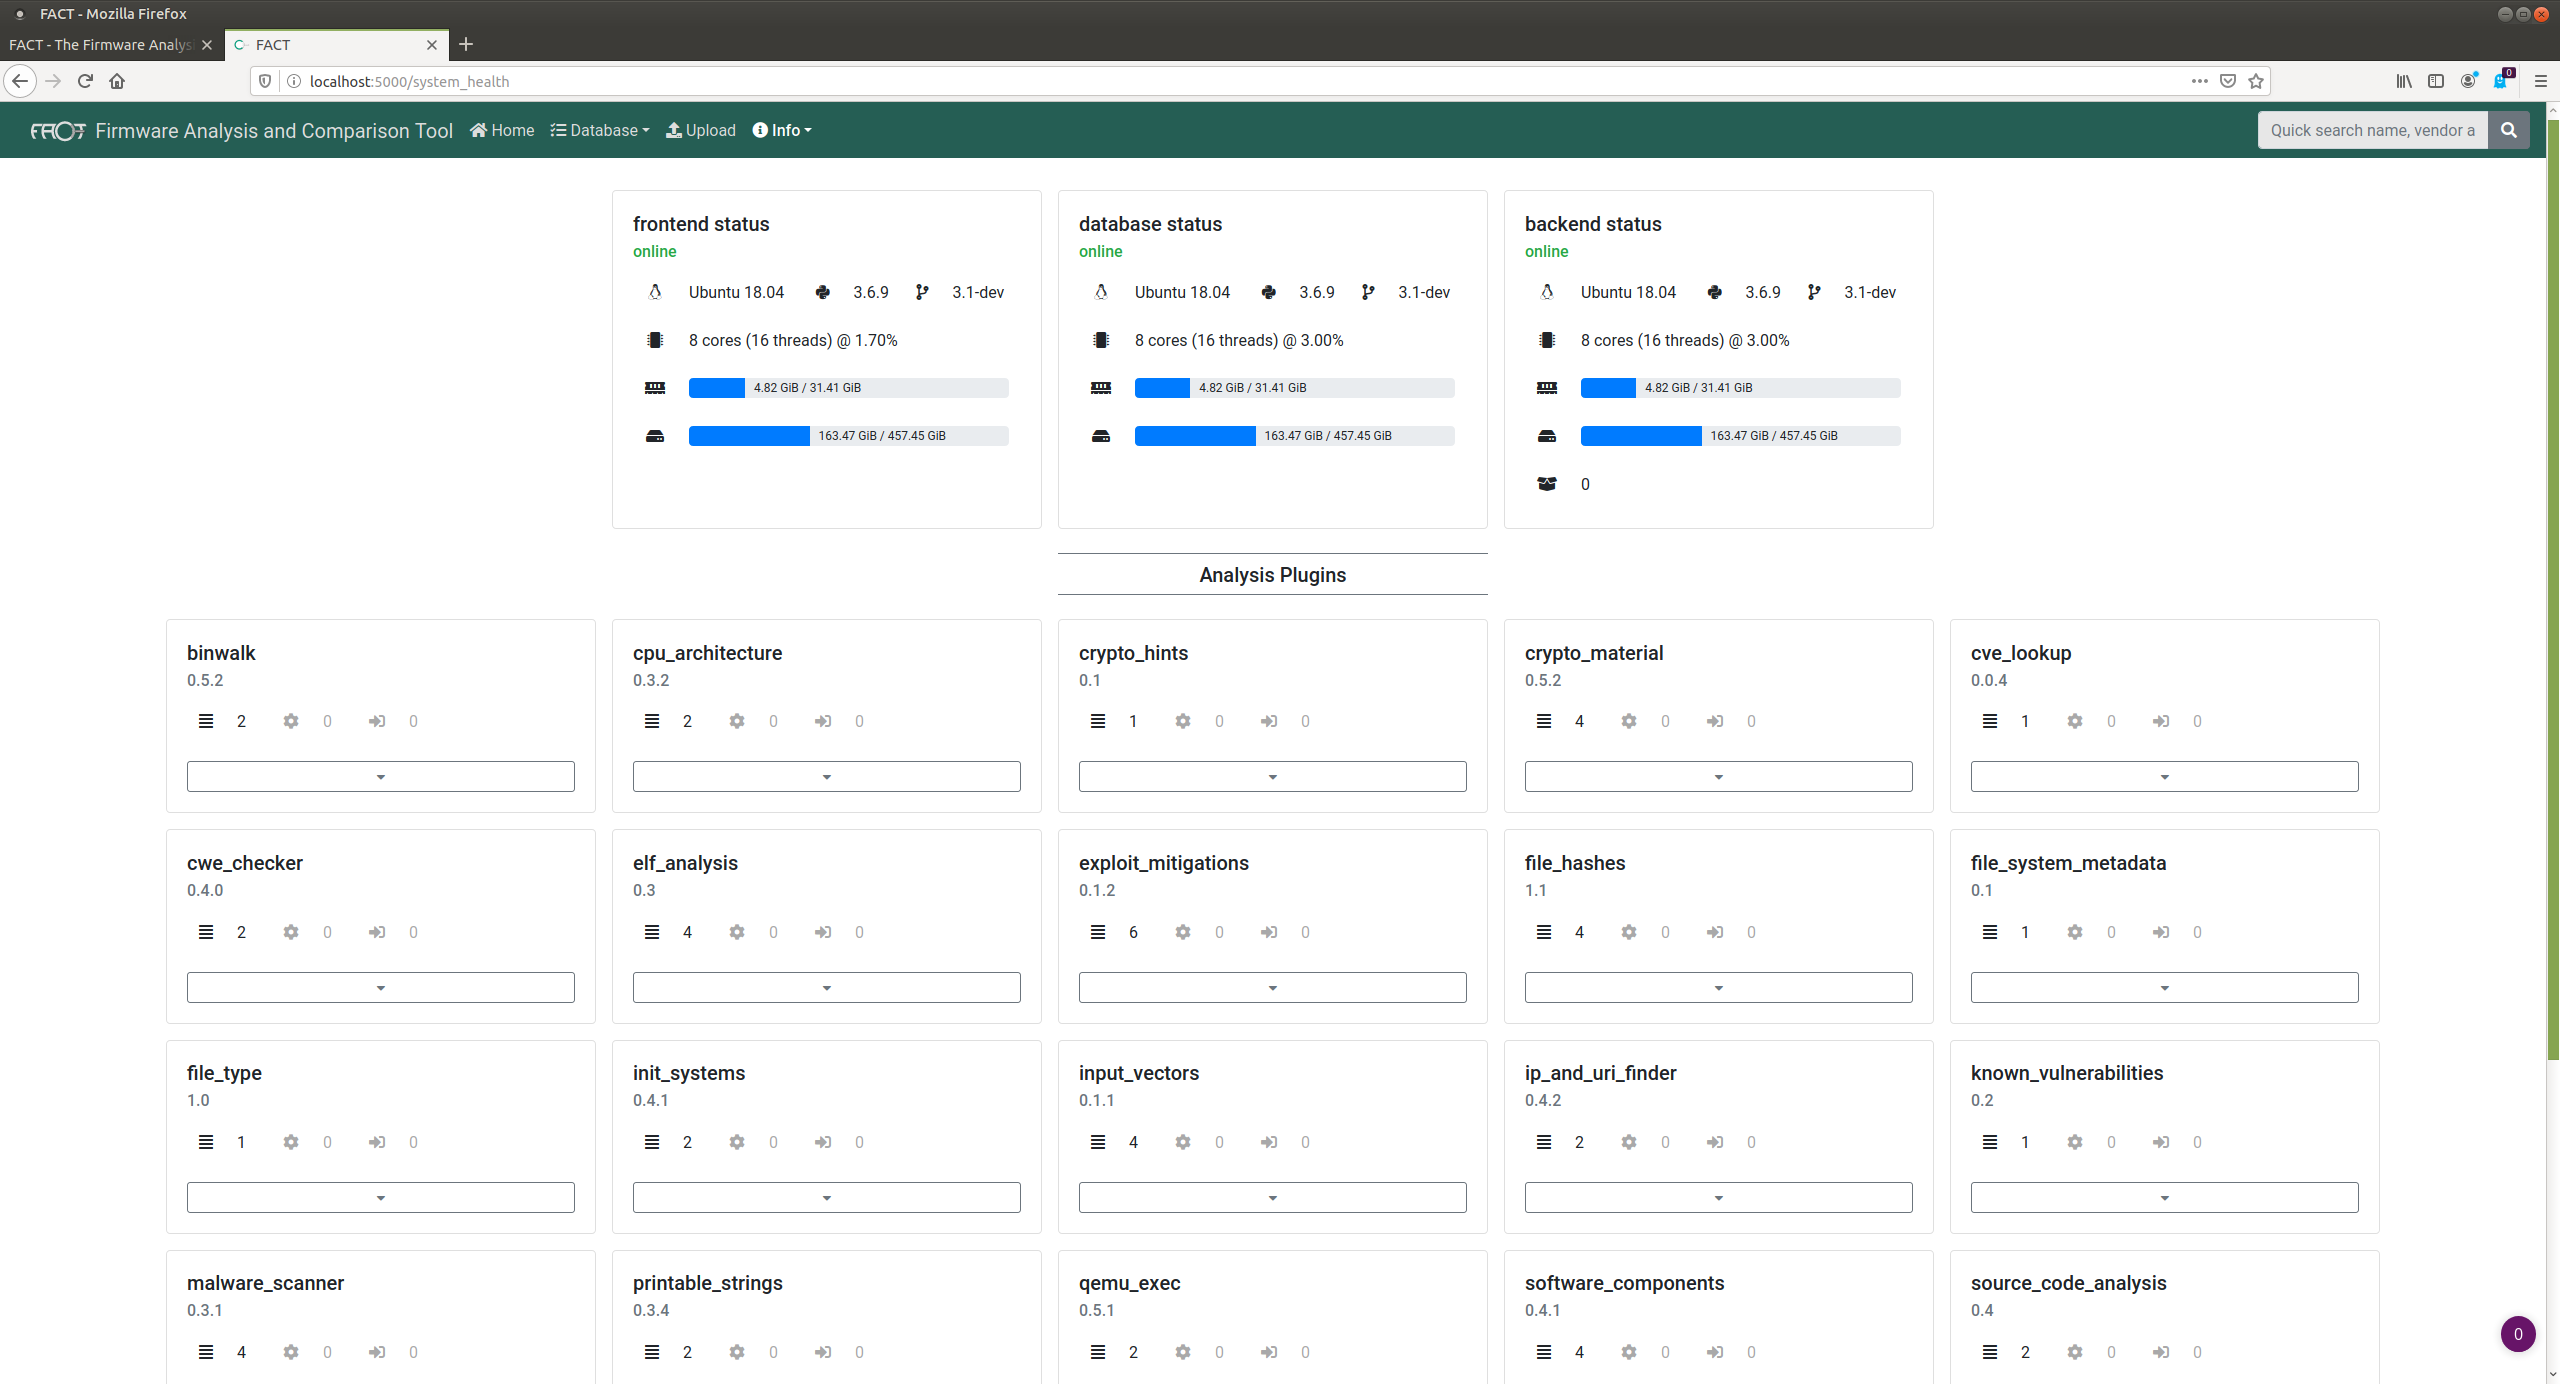 FACT - Mozilla Firefox
FACT - The Firmware Analys
FACT
localhost:5000/system_health
0
FACT Firmware Analysis and Comparison Tool Home Database Upload Info
Quick search name, vendor a
frontend status
online
Ubuntu 18.04 3.6.9 3.1-dev
8 cores (16 threads) @ 1.70%
4.82 GiB / 31.41 GiB
163.47 GiB / 457.45 GiB
database status
online
Ubuntu 18.04 3.6.9 3.1-dev
8 cores (16 threads) @ 3.00%
4.82 GiB / 31.41 GiB
163.47 GiB / 457.45 GiB
backend status
online
Ubuntu 18.04 3.6.9 3.1-dev
8 cores (16 threads) @ 3.00%
4.82 GiB / 31.41 GiB
163.47 GiB / 457.45 GiB
0
Analysis Plugins
binwalk
0.5.2
2 0 0
cpu_architecture
0.3.2
2 0 0
crypto_hints
0.1
1 0 0
crypto_material
0.5.2
4 0 0
cve_lookup
0.0.4
1 0 0
cwe_checker
0.4.0
2 0 0
elf_analysis
0.3
4 0 0
exploit_mitigations
0.1.2
6 0 0
file_hashes
1.1
4 0 0
file_system_metadata
0.1
1 0 0
file_type
1.0
1 0 0
init_systems
0.4.1
2 0 0
input_vectors
0.1.1
4 0 0
ip_and_uri_finder
0.4.2
2 0 0
known_vulnerabilities
0.2
1 0 0
malware_scanner
0.3.1
4 0 0
printable_strings
0.3.4
2 0 0
qemu_exec
0.5.1
2 0 0
software_components
0.4.1
4 0 0
source_code_analysis
0.4
2 0 0
0